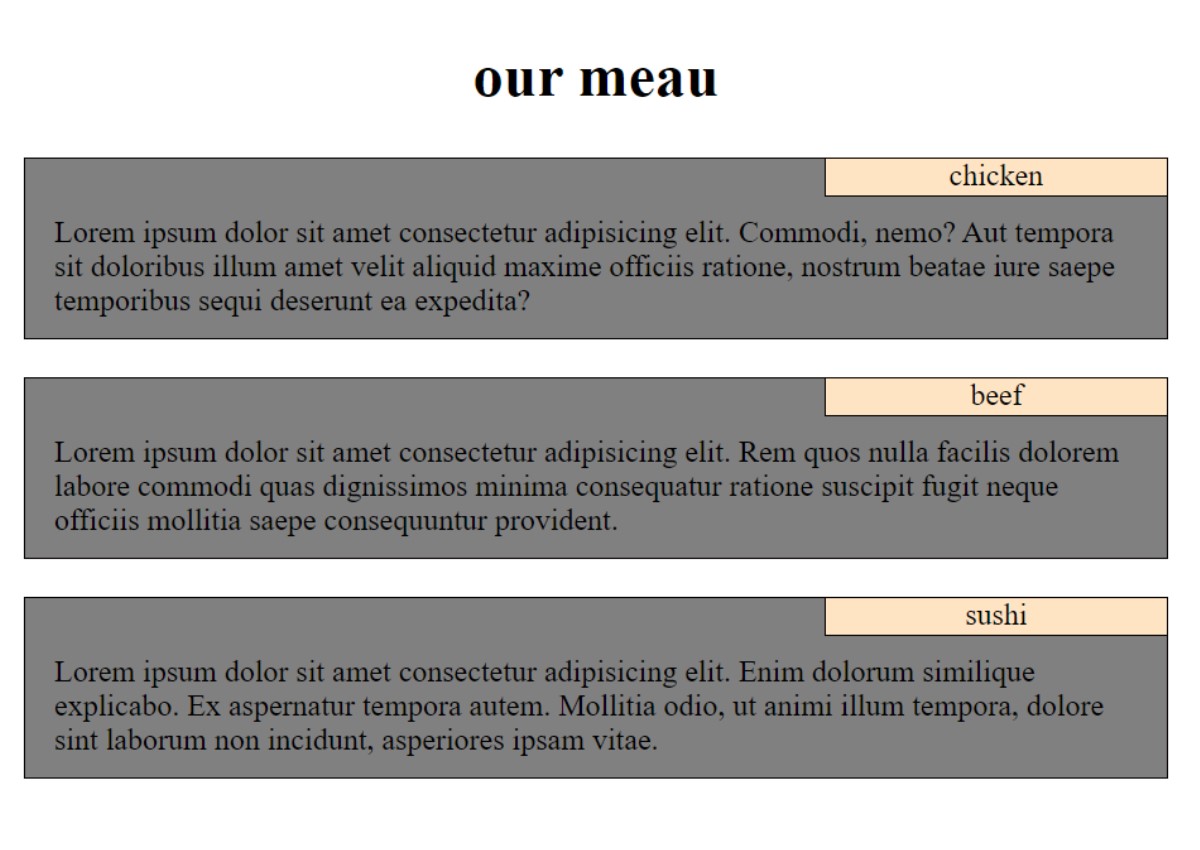 our meau
chicken
Lorem ipsum dolor sit amet consectetur adipisicing elit. Commodi, nemo? Aut tempora
sit doloribus illum amet velit aliquid maxime officiis ratione, nostrum beatae iure saepe
temporibus sequi deserunt ea expedita?
beef
Lorem ipsum dolor sit amet consectetur adipisicing elit. Rem quos nulla facilis dolorem
labore commodi quas dignissimos minima consequatur ratione suscipit fugit neque
officiis mollitia saepe consequuntur provident.
sushi
Lorem ipsum dolor sit amet consectetur adipisicing elit. Enim dolorum similique
explicabo. Ex aspernatur tempora autem. Mollitia odio, ut animi illum tempora, dolore
sint laborum non incidunt, asperiores ipsam vitae.